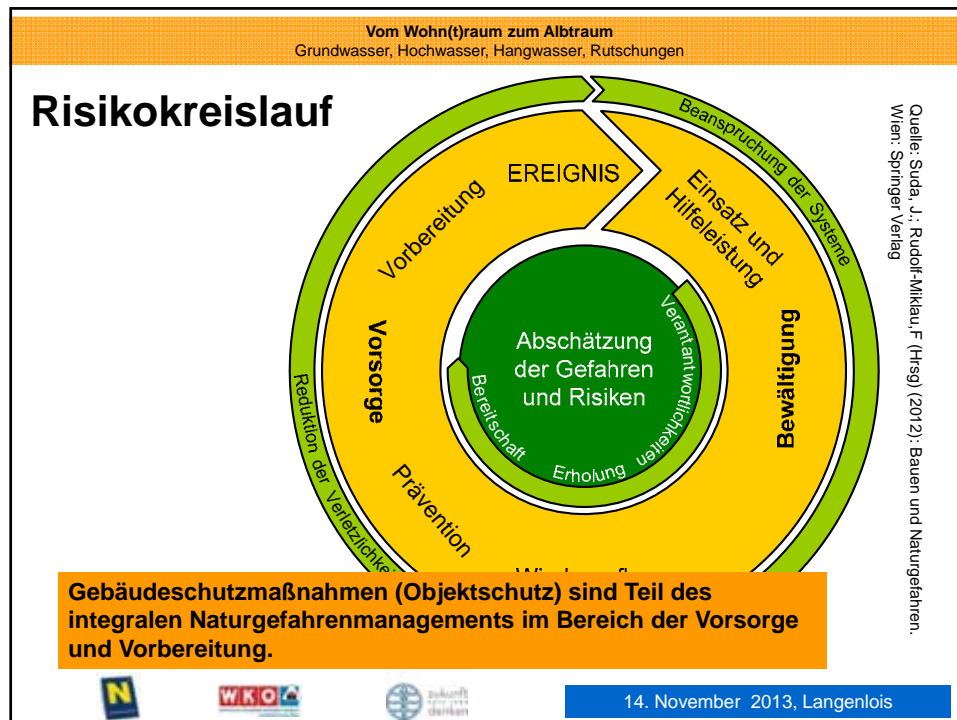 Vom Wohn(t)raum zum Albtraum
Grundwasser, Hochwasser, Hangwasser, Rutschungen
Risikokreislauf
Beanspruchung der Systeme
EREIGNIS
Einsatz und
Hilfeleistung
Vorbereitung
Vorsorge
Bewältigung
Abschätzung
der Gefahren
und Risiken
Verantantwortlichkeiten
Bereitschaft
Erholung
Reduktion der
Prävention
Quelle: Suda, J.; Rudolf-Miklau,F (Hrsg) (2012): Bauen und Naturgefahren.
Wien: Springer Verlag
Gebäudeschutzmaßnahmen (Objektschutz) sind Teil des
integralen Naturgefahrenmanagements im Bereich der Vorsorge
und Vorbereitung.
N
WKO
zukunft
denken
14. November 2013, Langenlois